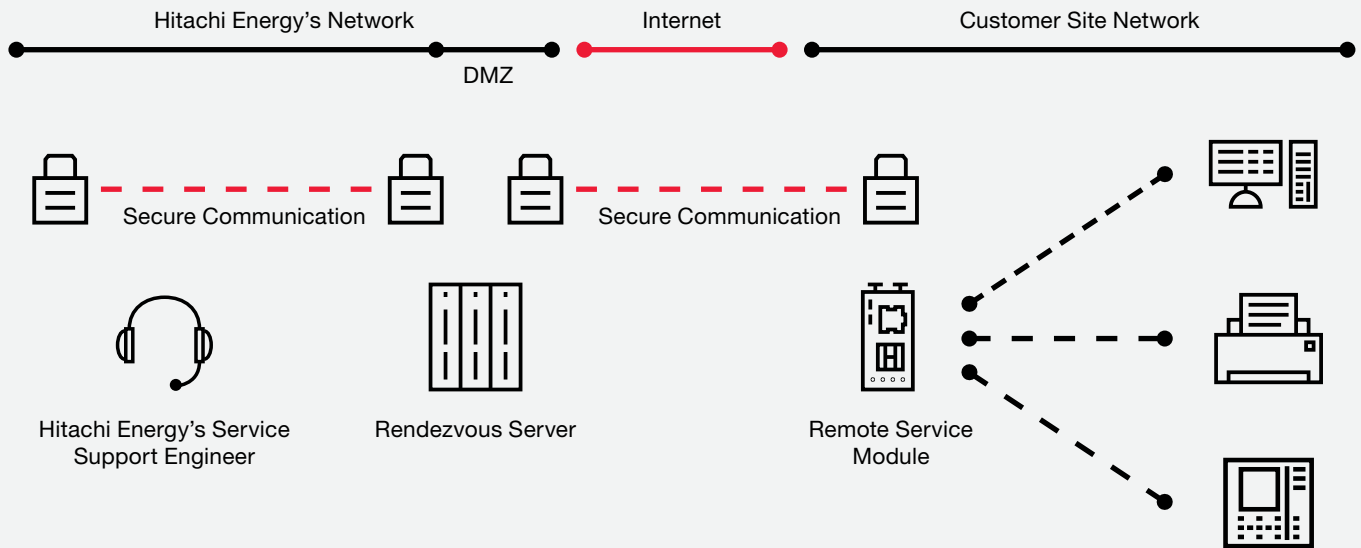 Hitachi Energy's Network
Internet
Customer Site Network
DMZ
Secure Communication
Secure Communication
Hitachi Energy's Service
Support Engineer
Rendezvous Server
Remote Service
Module